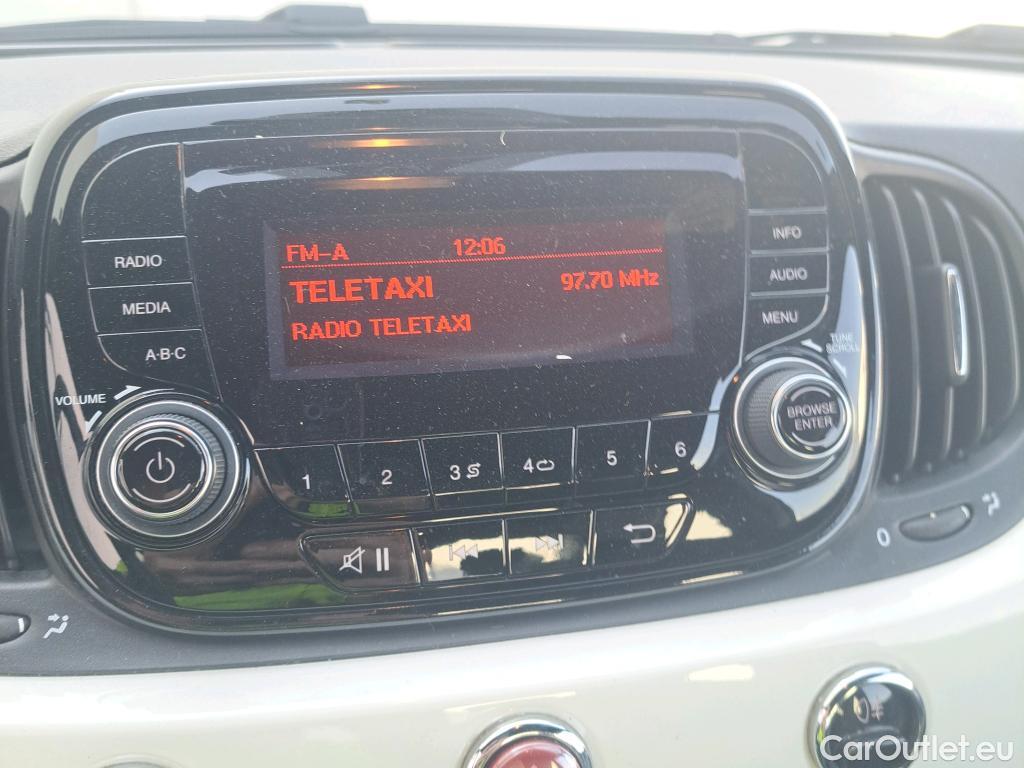 FM-A 12:06
TELETAXI 97.70 MHz
RADIO TELETAXI
RADIO
MEDIA
A·B·C
VOLUME
INFO
AUDIO
MENU
TUNE
SCROLL
BROWSE
ENTER
1 2 3 4 5 6
0
CarOutlet.eu